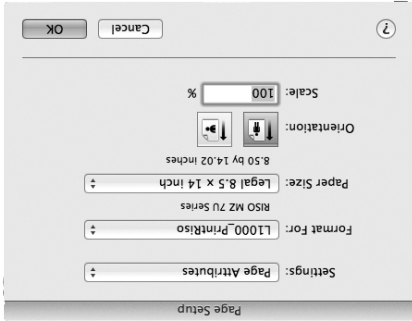 Page Setup
Settings: Page Attributes
Format For: L11000_PrintRiso
RISO MZ 7U Series
Paper Size: Legal 8.5 x 14 inch
8.50 by 14.02 inches
Orientation:
Scale: 100 %
? Cancel OK